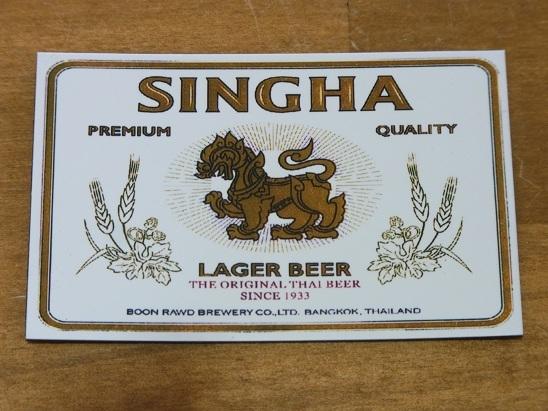 SINGHA
PREMIUM QUALITY
LAGER BEER
THE ORIGINAL THAI BEER
SINCE 1933
BOON RAWD BREWERY CO.,LTD. BANGKOK, THAILAND